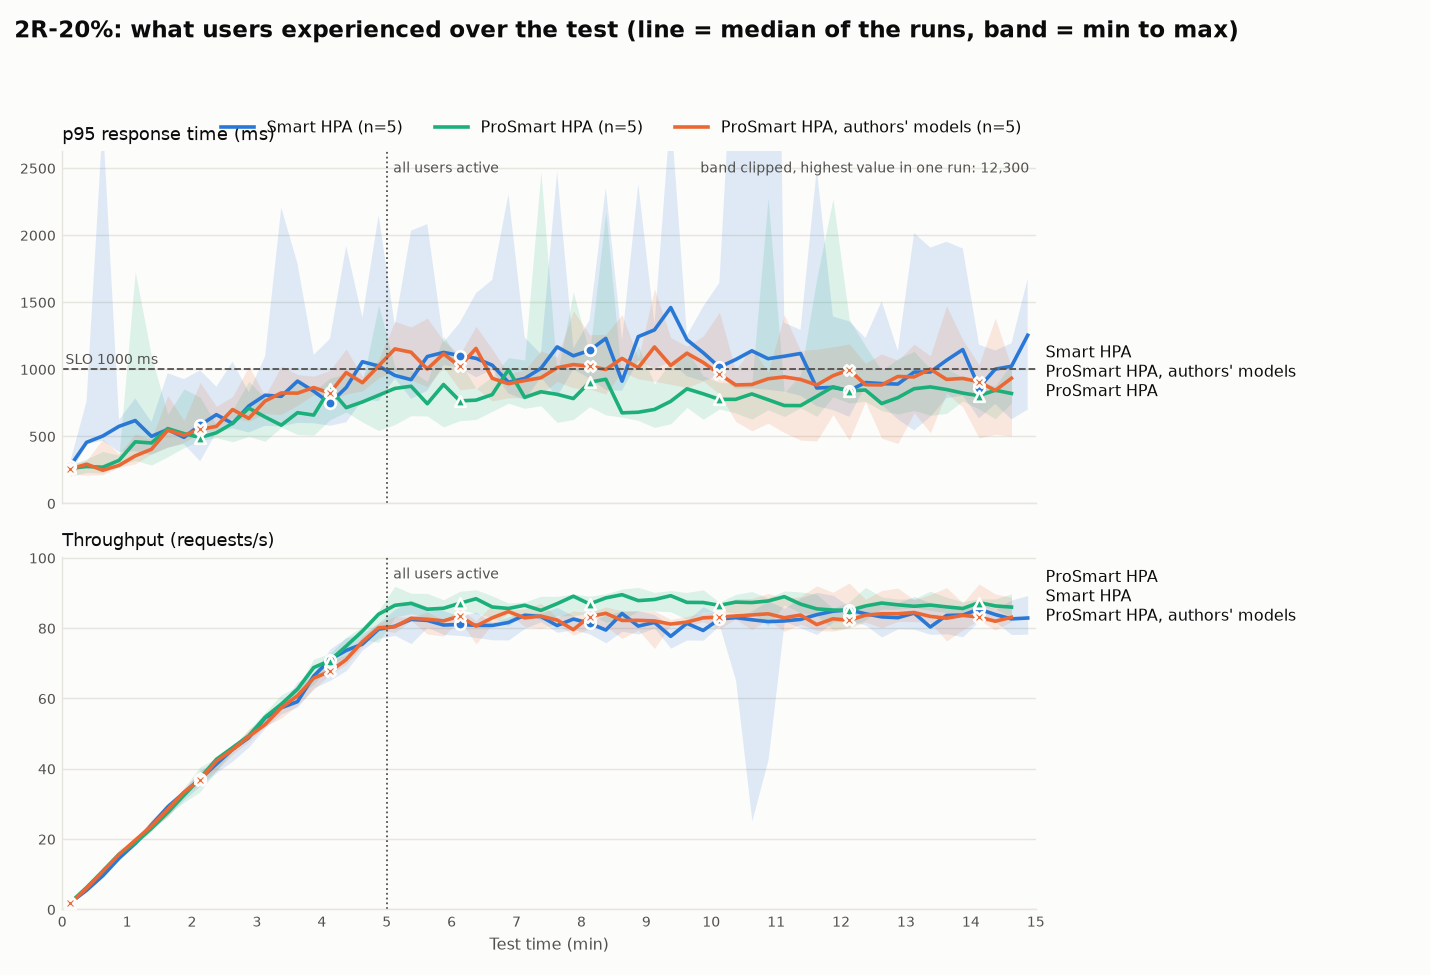 2R-20%: what users experienced over the test (line = median of the runs, band = min to max)
Smart HPA (n=5)
ProSmart HPA (n=5)
ProSmart HPA, authors' models (n=5)
p95 response time (ms)
2500
2000
1500
1000
500
0
all users active
band clipped, highest value in one run: 12,300
SLO 1000 ms
Smart HPA
ProSmart HPA, authors' models
ProSmart HPA
Throughput (requests/s)
100
80
60
40
20
0
all users active
ProSmart HPA
Smart HPA
ProSmart HPA, authors' models
0 1 2 3 4 5 6 7 8 9 10 11 12 13 14 15
Test time (min)